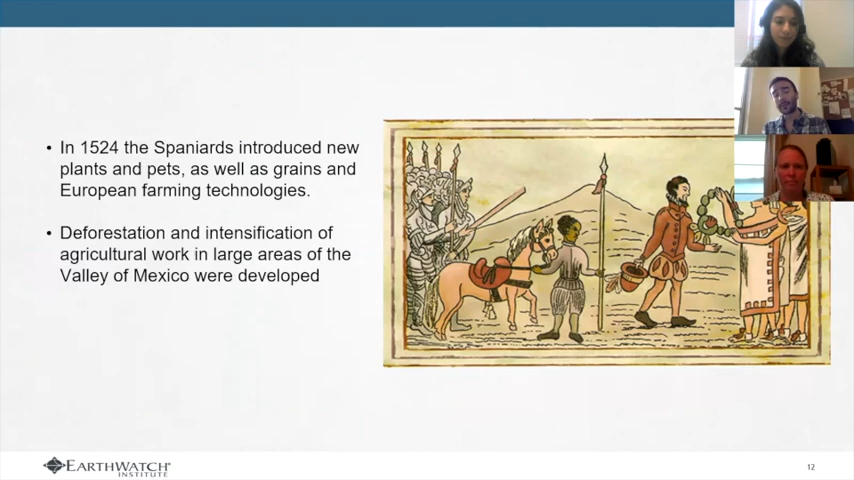 • In 1524 the Spaniards introduced new
plants and pets, as well as grains and
European farming technologies.
• Deforestation and intensification of
agricultural work in large areas of the
Valley of Mexico were developed
EARTHWATCH
INSTITUTE
12